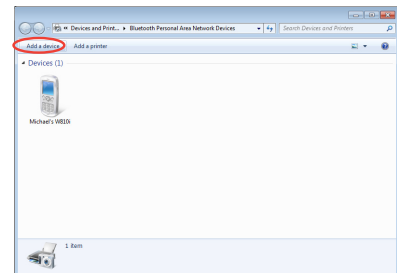 « Devices and Print... ▸ Bluetooth Personal Area Network Devices Search Devices and Printers
Add a device Add a printer
Devices (1)
Michael's W810i
1 item